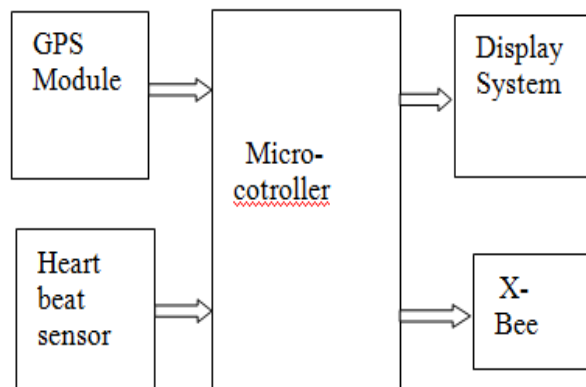 GPS
Module
Heart
beat
sensor
Micro-
cotroller
Display
System
X-
Bee